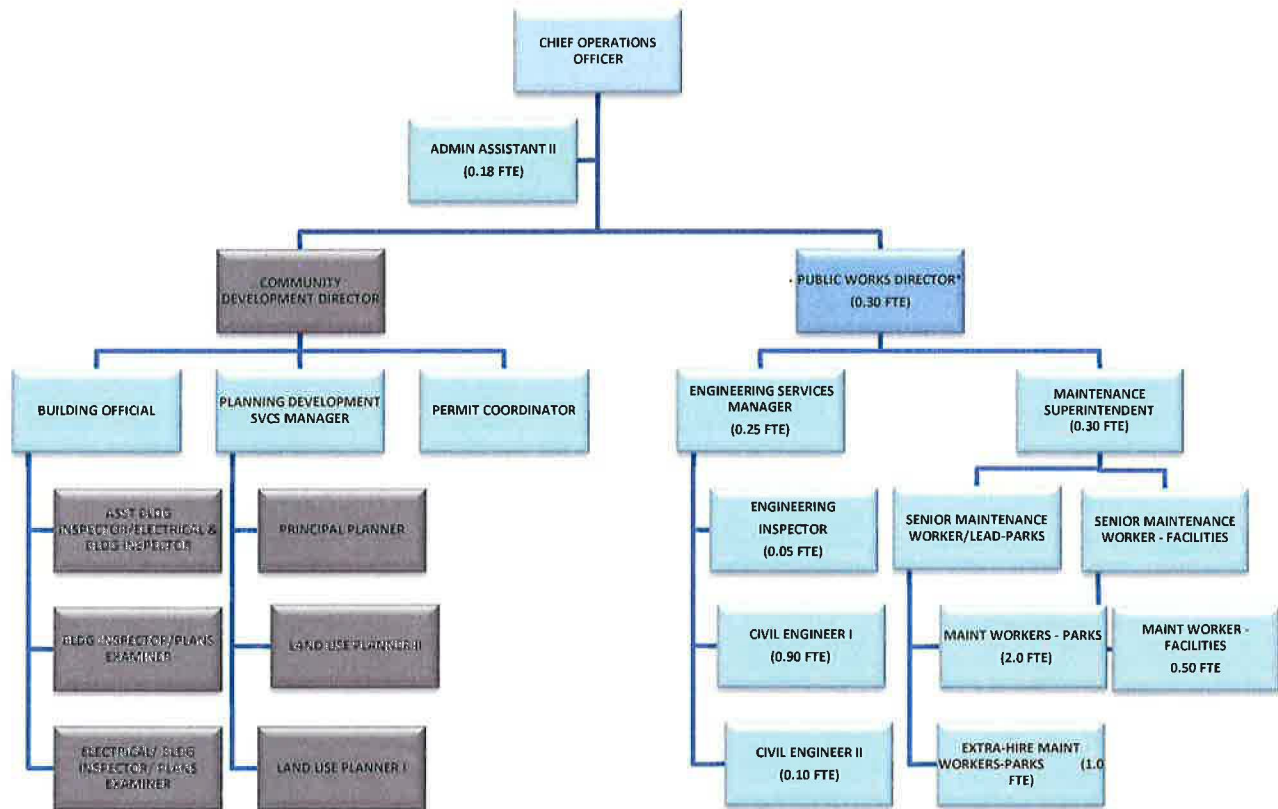 CHIEF OPERATIONS
OFFICER
ADMIN ASSISTANT II
(0.18 FTE)
COMMUNITY
DEVELOPMENT DIRECTOR
PUBLIC WORKS DIRECTOR*
(0.30 FTE)
BUILDING OFFICIAL
PLANNING DEVELOPMENT
SVCS MANAGER
PERMIT COORDINATOR
ENGINEERING SERVICES
MANAGER
(0.25 FTE)
MAINTENANCE
SUPERINTENDENT
(0.30 FTE)
ASST BLDG
INSPECTOR/ELECTRICAL &
BLDG INSPECTOR
PRINCIPAL PLANNER
ENGINEERING
INSPECTOR
(0.05 FTE)
SENIOR MAINTENANCE
WORKER/LEAD-PARKS
SENIOR MAINTENANCE
WORKER - FACILITIES
BLDG INSPECTOR/PLANS
EXAMINER
LAND USE PLANNER II
CIVIL ENGINEER I
(0.90 FTE)
MAINT WORKERS - PARKS
(2.0 FTE)
MAINT WORKER -
FACILITIES
0.50 FTE
ELECTRICAL/ BLDG
INSPECTOR/ PLANS
EXAMINER
LAND USE PLANNER I
CIVIL ENGINEER II
(0.10 FTE)
EXTRA-HIRE MAINT
WORKERS-PARKS (1.0
FTE)